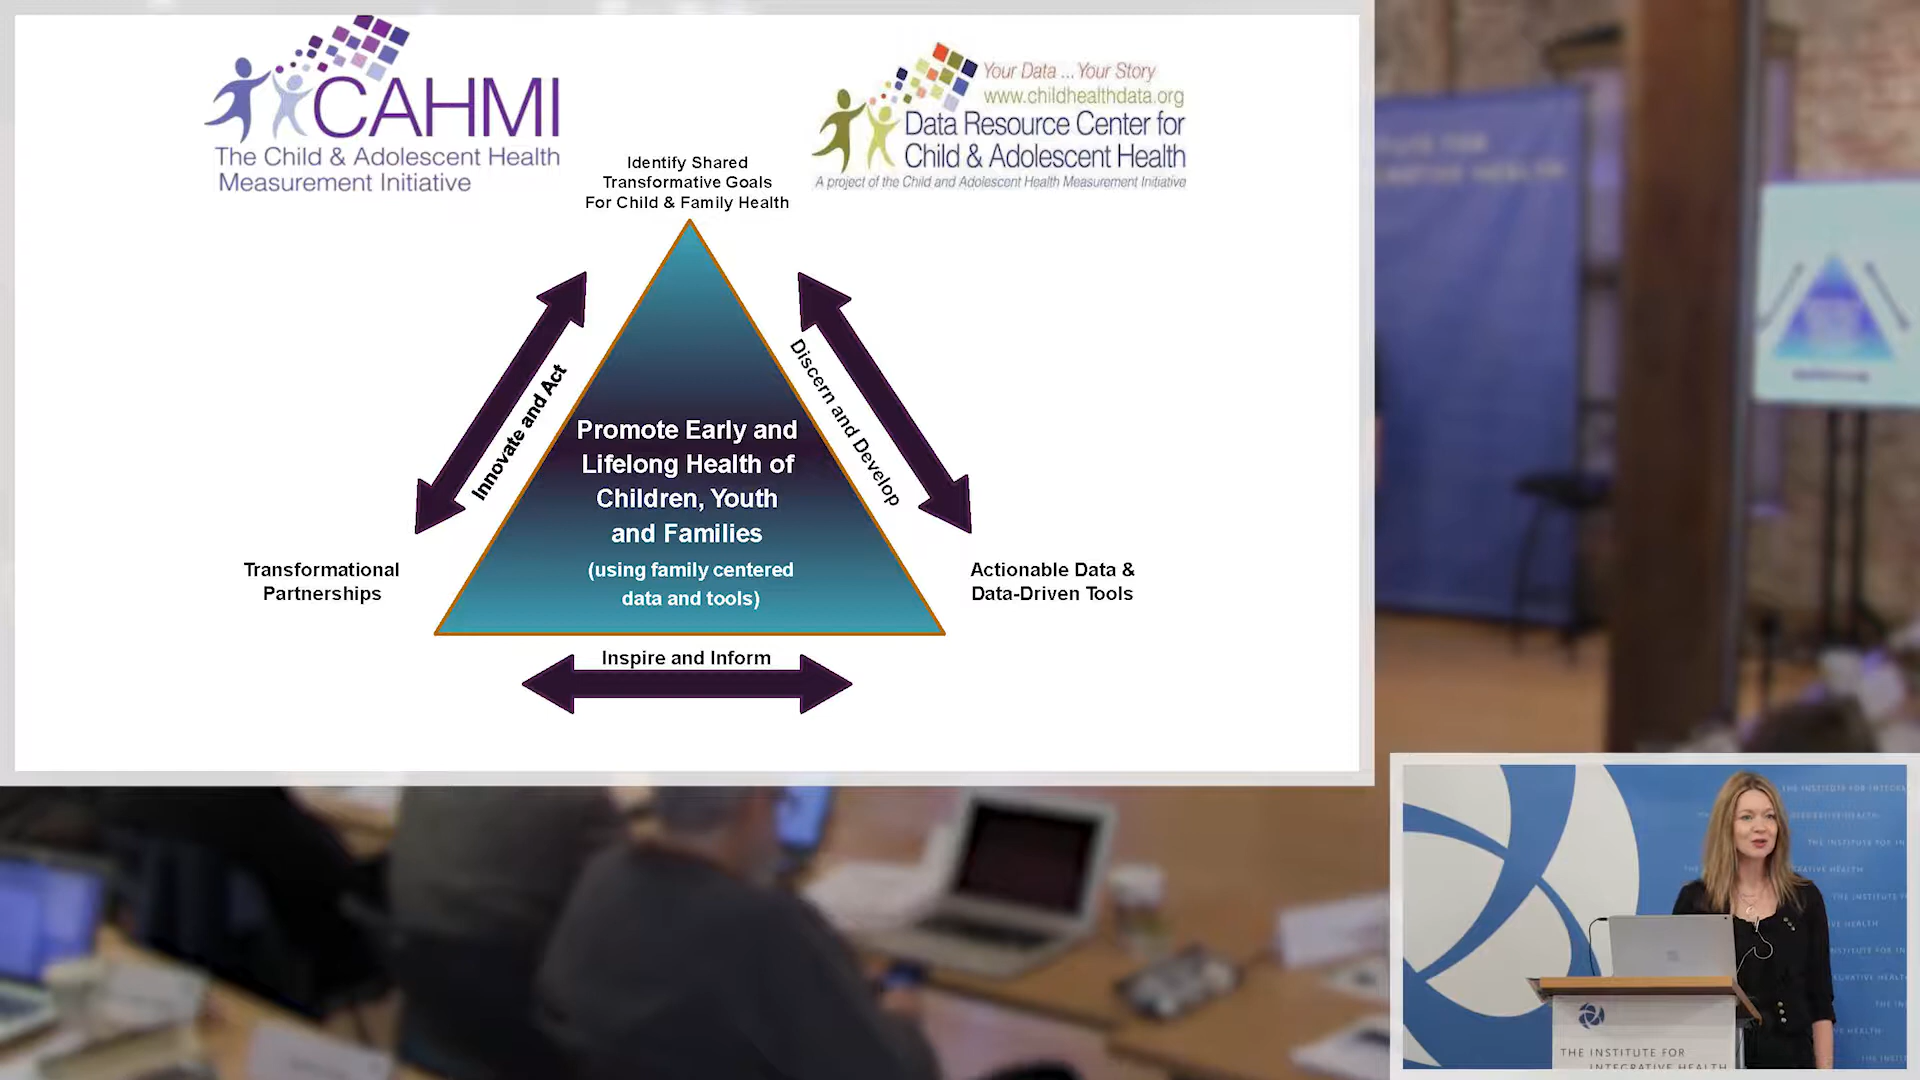 CAHMI
The Child & Adolescent Health
Measurement Initiative
Your Data ... Your Story
www.childhealthdata.org
Data Resource Center for
Child & Adolescent Health
A project of the Child and Adolescent Health Measurement Initiative
Identify Shared
Transformative Goals
For Child & Family Health
Innovate and Act
Discern and Develop
Promote Early and
Lifelong Health of
Children, Youth
and Families
(using family centered
data and tools)
Transformational
Partnerships
Actionable Data &
Data-Driven Tools
Inspire and Inform
THE INSTITUTE FOR
INTEGRATIVE HEALTH